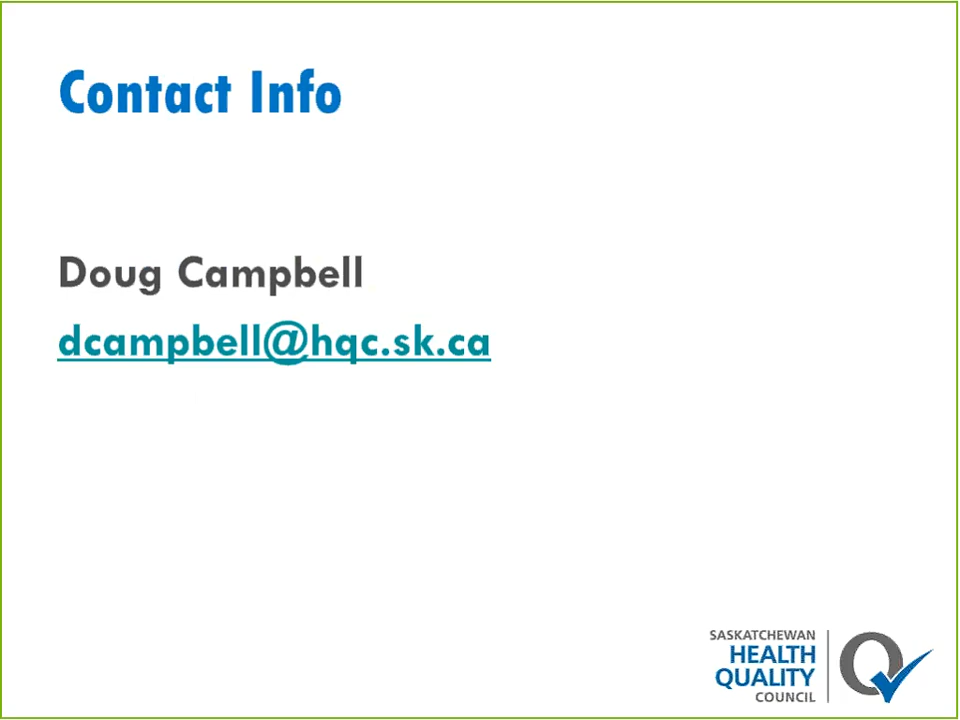 Contact Info
Doug Campbell
dcampbell@hqc.sk.ca
SASKATCHEWAN
HEALTH
QUALITY
COUNCIL